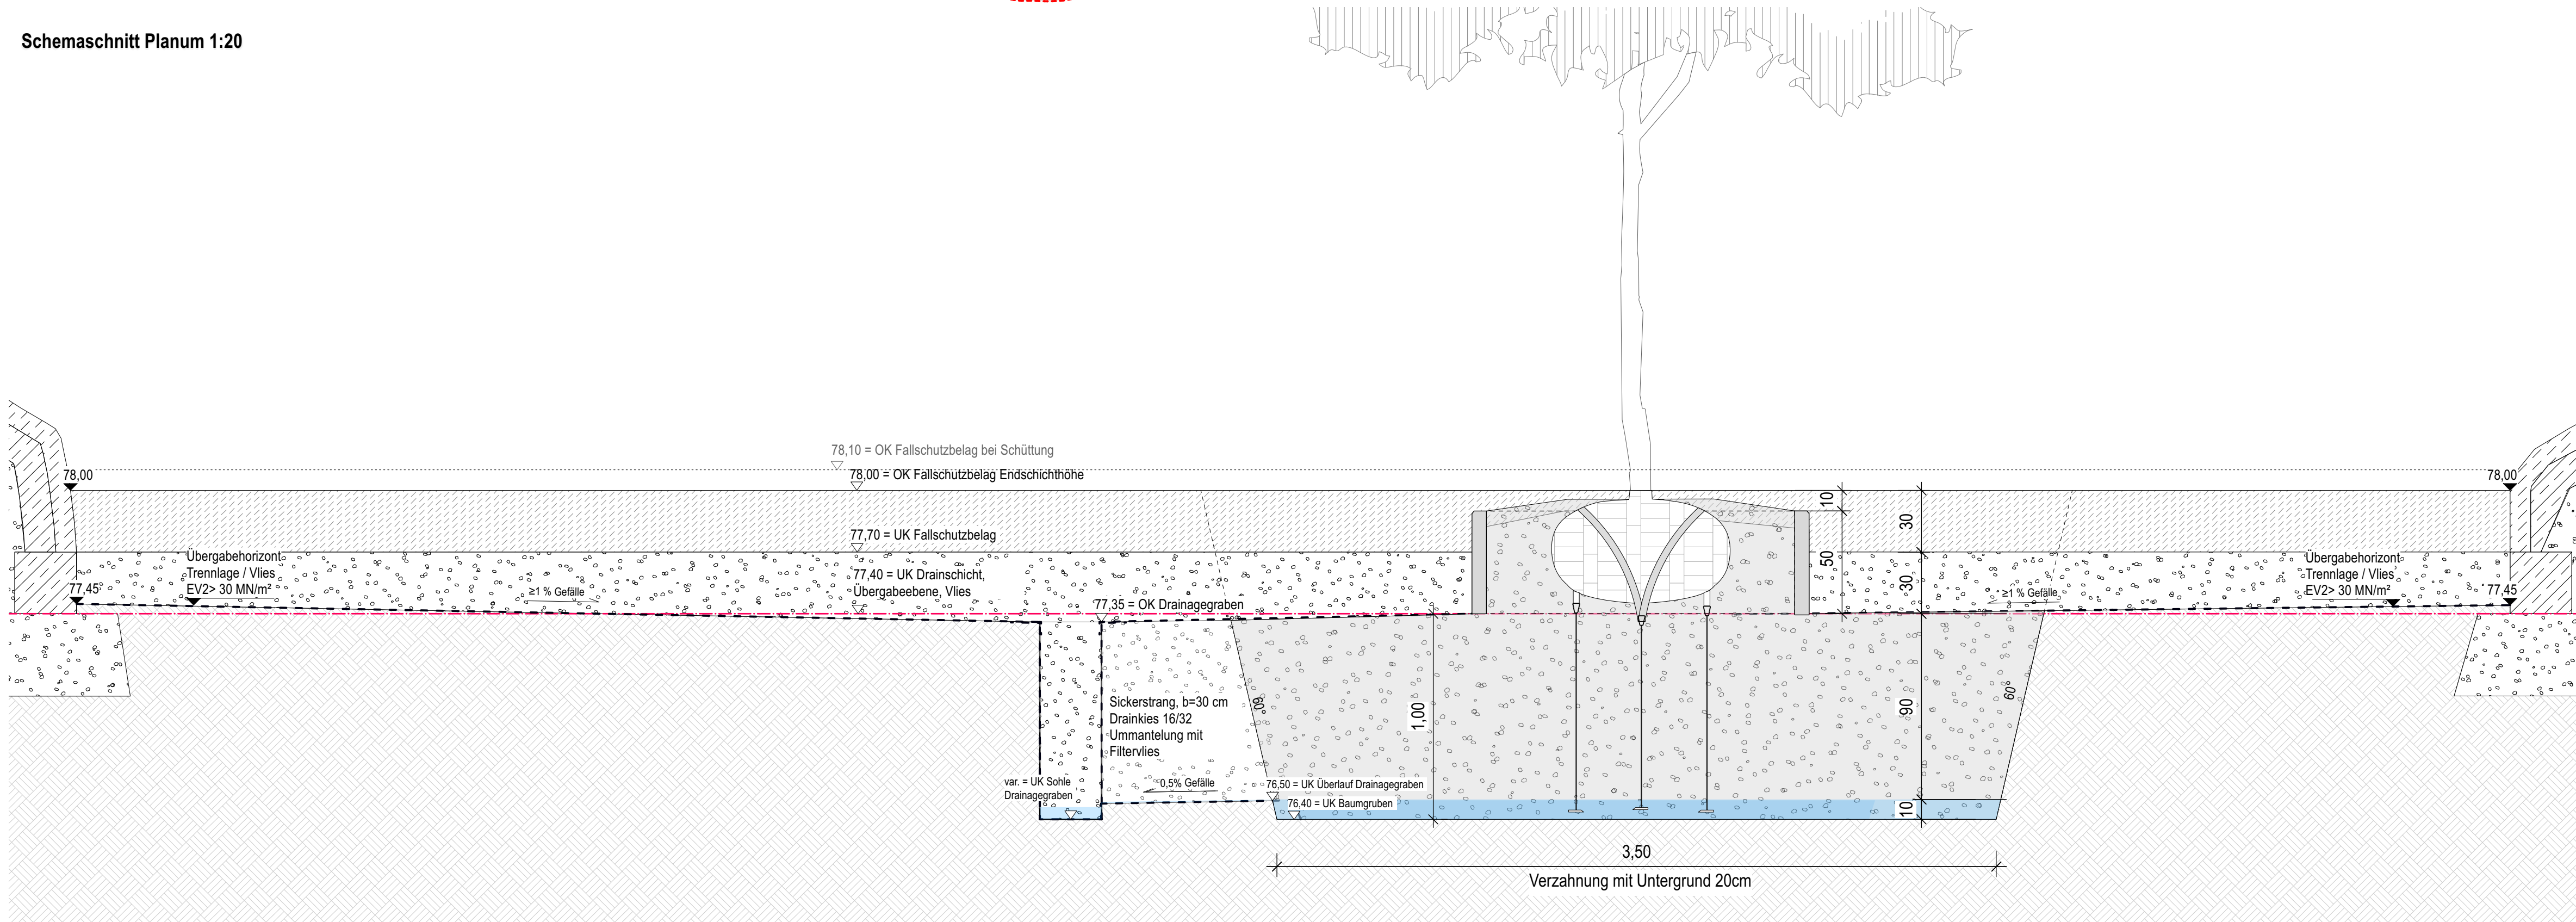 Schemaschnitt Planum 1:20
78,10 = OK Fallschutzbelag bei Schüttung
78,00
78,00 = OK Fallschutzbelag Endschichthöhe
78,00
10
30
77,70 = UK Fallschutzbelag
50
Übergabehorizont
Trennlage / Vlies
EV2> 30 MN/m²
77,45
≥1 % Gefälle
77,40 = UK Drainschicht,
Übergabeebene, Vlies
77,35 = OK Drainagegraben
30
≥1 % Gefälle
Übergabehorizont
Trennlage / Vlies
EV2> 30 MN/m²
77,45
Sickerstrang, b=30 cm
Drainkies 16/32
Ummantelung mit
Filtervlies
60°
1,00
90
60°
var. = UK Sohle
Drainagegraben
0,5% Gefälle
76,50 = UK Überlauf Drainagegraben
76,40 = UK Baumgruben
10
3,50
Verzahnung mit Untergrund 20cm